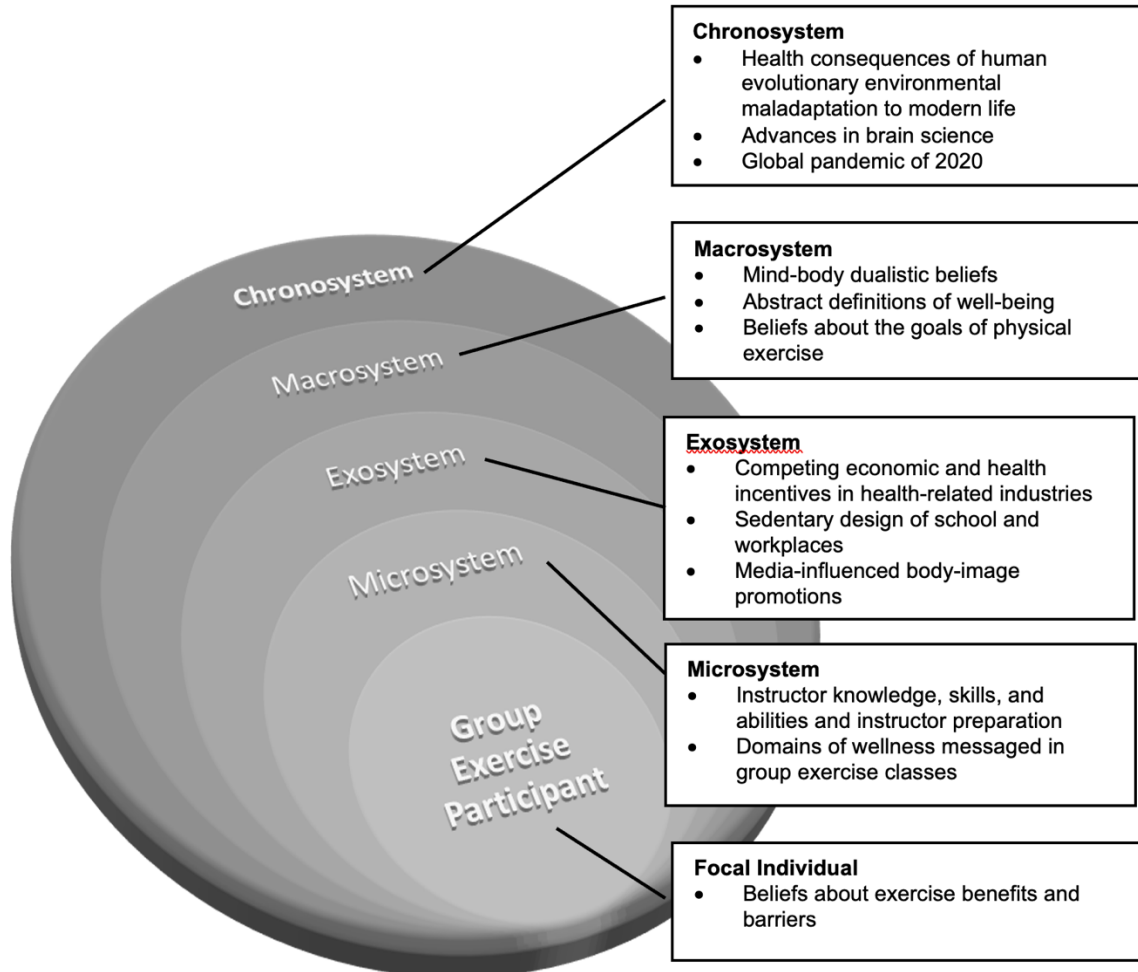 Chronosystem
• Health consequences of human
evolutionary environmental
maladaptation to modern life
• Advances in brain science
• Global pandemic of 2020
Macrosystem
• Mind-body dualistic beliefs
• Abstract definitions of well-being
• Beliefs about the goals of physical
exercise
Exosystem
• Competing economic and health
incentives in health-related industries
• Sedentary design of school and
workplaces
• Media-influenced body-image
promotions
Microsystem
• Instructor knowledge, skills, and
abilities and instructor preparation
• Domains of wellness messaged in
group exercise classes
Focal Individual
• Beliefs about exercise benefits and
barriers
Chronosystem
Macrosystem
Exosystem
Microsystem
Group
Exercise
Participant